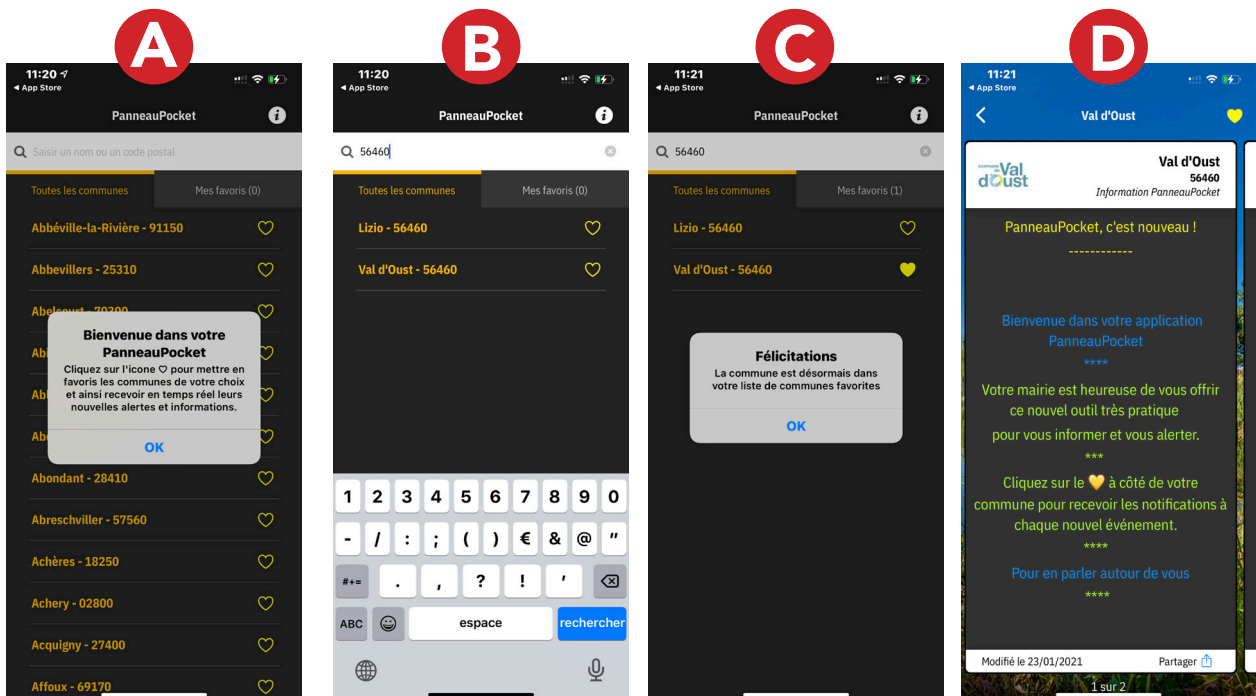 A
11:20
App Store
PanneauPocket
Saisir un nom ou un code postal
Toutes les communes
Mes favoris (0)
Abbéville-la-Rivière - 91150
Abbevillers - 25310
Abelcourt - 70300
Ab
Bienvenue dans votre
PanneauPocket
Cliquez sur l'icone ♡ pour mettre en
favoris les communes de votre choix
et ainsi recevoir en temps réel leurs
nouvelles alertes et informations.
OK
Abondant - 28410
Abreschviller - 57560
Achères - 18250
Achery - 02800
Acquigny - 27400
Affoux - 69170
B
11:20
App Store
PanneauPocket
56460
Toutes les communes
Mes favoris (0)
Lizio - 56460
Val d'Oust - 56460
1 2 3 4 5 6 7 8 9 0
- / : ; ( ) € & @ "
#+= . , ? ! '
ABC espace rechercher
C
11:21
App Store
PanneauPocket
56460
Toutes les communes
Mes favoris (1)
Lizio - 56460
Val d'Oust - 56460
Félicitations
La commune est désormais dans
votre liste de communes favorites
OK
D
11:21
App Store
Val d'Oust
Val
d'Oust
Val d'Oust
56460
Information PanneauPocket
PanneauPocket, c'est nouveau !
------------
Bienvenue dans votre application
PanneauPocket
****
Votre mairie est heureuse de vous offrir
ce nouvel outil très pratique
pour vous informer et vous alerter.
***
Cliquez sur le 💛 à côté de votre
commune pour recevoir les notifications à
chaque nouvel événement.
****
Pour en parler autour de vous
****
Modifié le 23/01/2021
Partager
1 sur 2